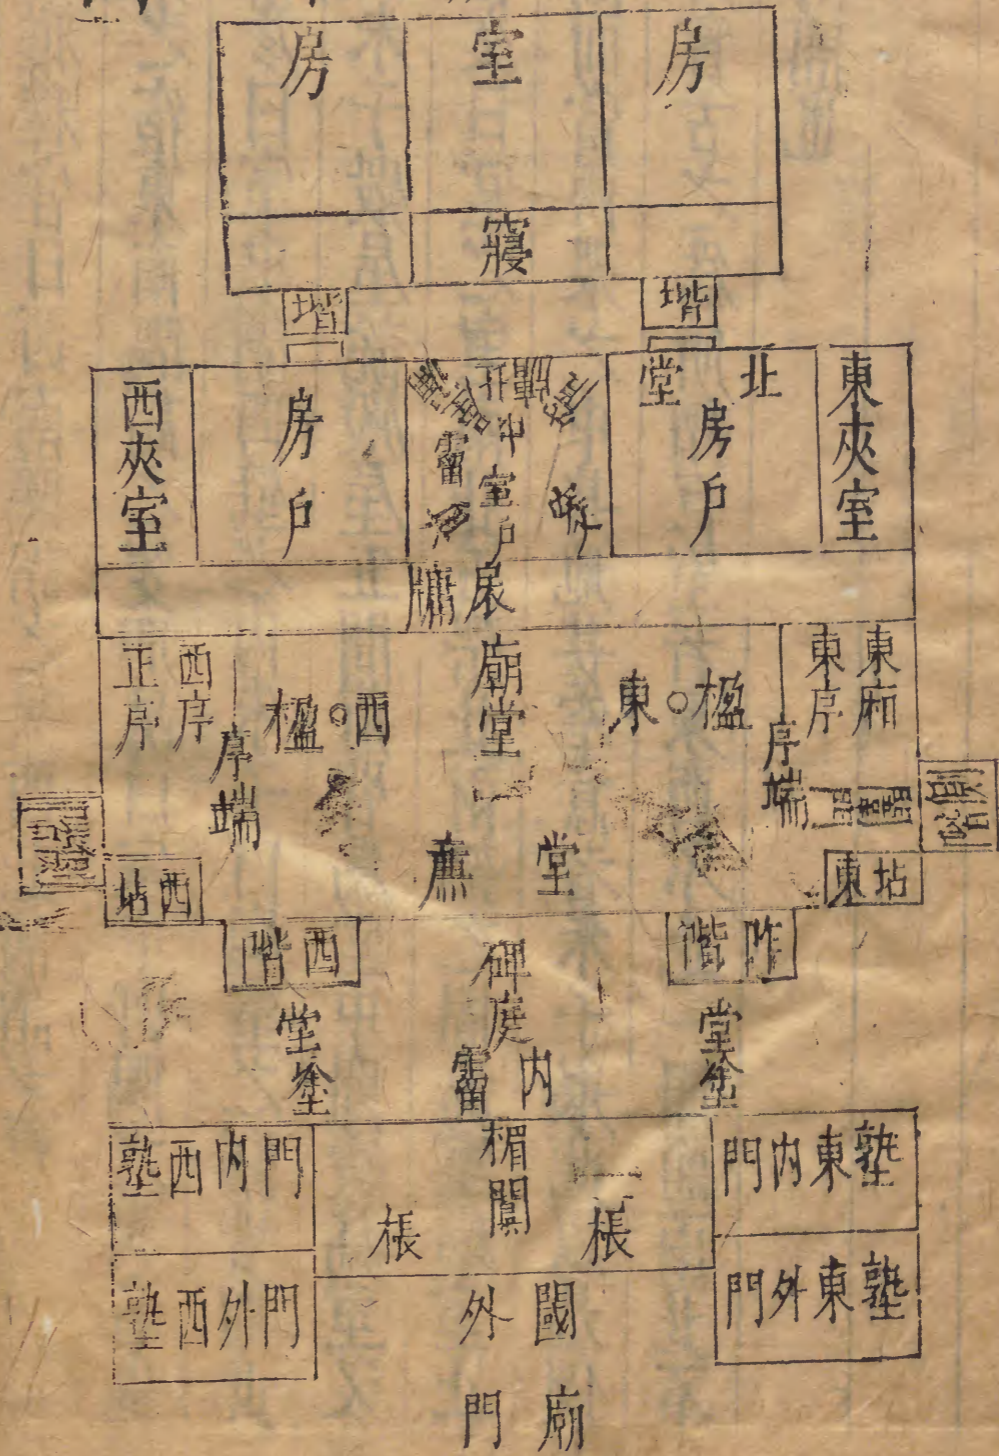 房
室
房
寢
階
階
東夾室
北堂
房戶
中
室
戶
霤
房戶
西夾室
扆
牖
東廂
東序
序端
東楹
廟堂
西楹
序端
西序
正序
堂廉
東坫
西坫
阼階
西階
碑
庭
內霤
堂塗
堂塗
門內東塾
楣
闑
棖
棖
門內西塾
門外東塾
閾外
門外西塾
廟門